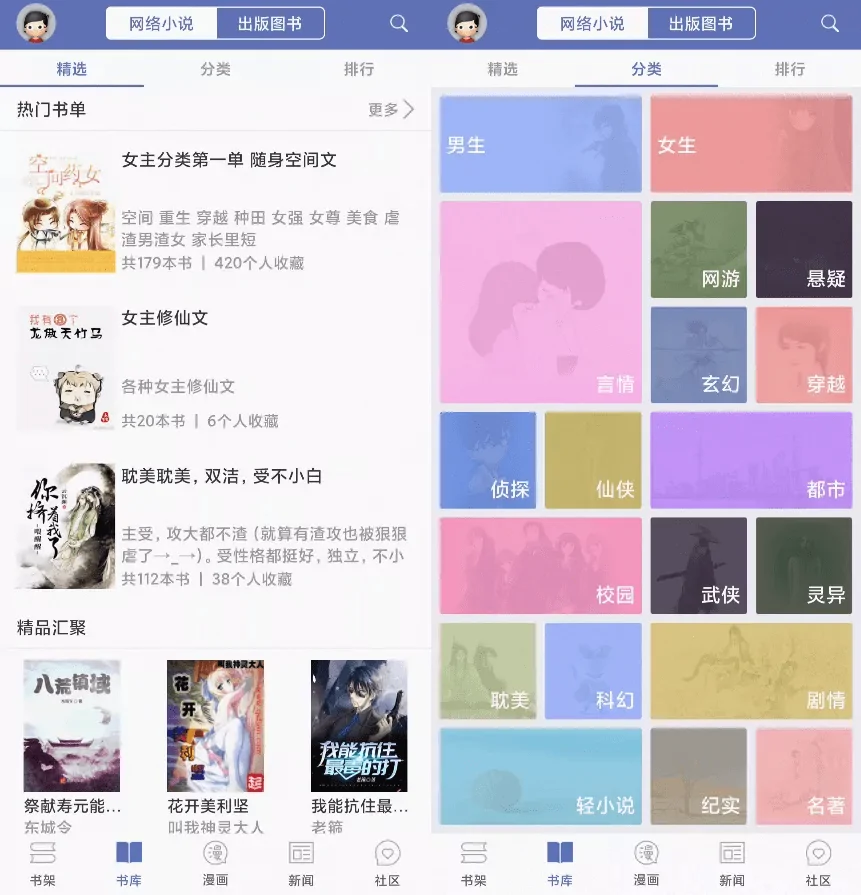 网络小说 出版图书
精选 分类 排行
热门书单 更多
空间约女
女主分类第一单 随身空间文
空间 重生 穿越 种田 女强 女尊 美食 虐
渣男渣女 家长里短
共179本书 | 420个人收藏
龙傲天竹马
女主修仙文
各种女主修仙文
共20本书 | 6个人收藏
你挤着我了
耽美耽美，双洁，受不小白
主受，攻大都不渣（就算有渣攻也被狠狠
虐了→_→）。受性格都挺好，独立，不小
共112本书 | 38个人收藏
精品汇聚
八荒镇域
叫我神灵大人
花开
我能抗住
最毒的打
祭献寿元能...
东城令
花开美利坚
叫我神灵大人
我能抗住最...
老箍
书架 书库 漫画 新闻 社区
网络小说 出版图书
精选 分类 排行
男生 女生
网游 悬疑
言情 玄幻 穿越
侦探 仙侠 都市
校园 武侠 灵异
耽美 科幻 剧情
轻小说 纪实 名著
书架 书库 漫画 新闻 社区